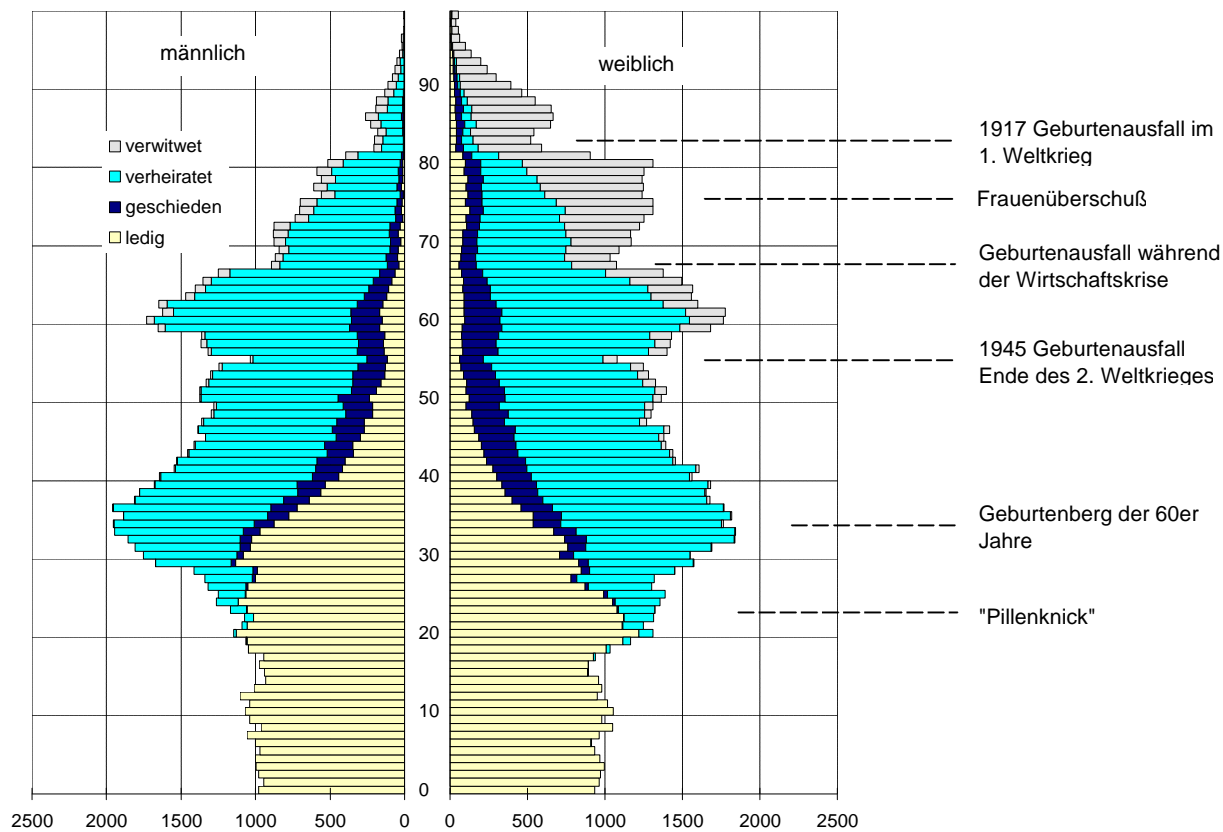 männlich
weiblich
verwitwet
verheiratet
geschieden
ledig
90
80
70
60
50
40
30
20
10
0
1917 Geburtenausfall im
1. Weltkrieg
Frauenüberschuß
Geburtenausfall während
der Wirtschaftskrise
1945 Geburtenausfall
Ende des 2. Weltkrieges
Geburtenberg der 60er
Jahre
"Pillenknick"
2500 2000 1500 1000 500 0 0 500 1000 1500 2000 2500